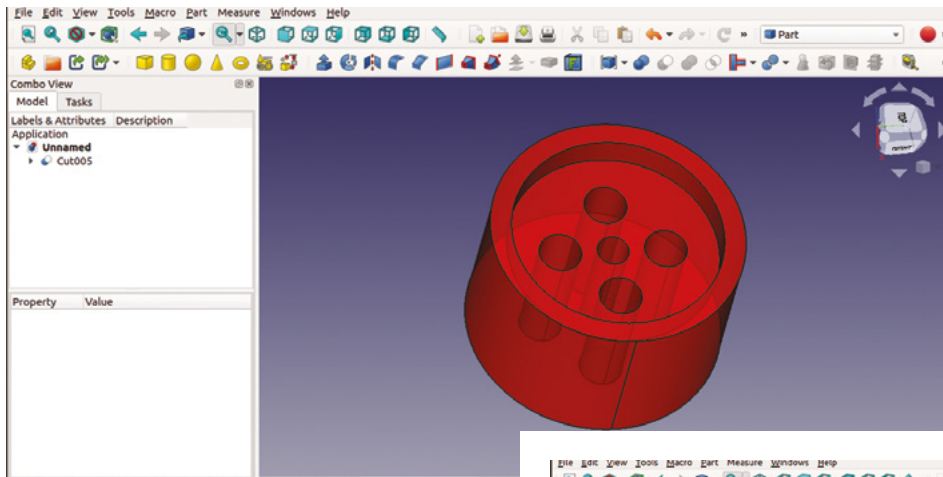 File Edit View Tools Macro Part Measure Windows Help
Part
Combo View
Model Tasks
Labels & Attributes Description
Application
Unnamed
Cut005
Property Value
File Edit View Tools Macro Part Measure Windows Help